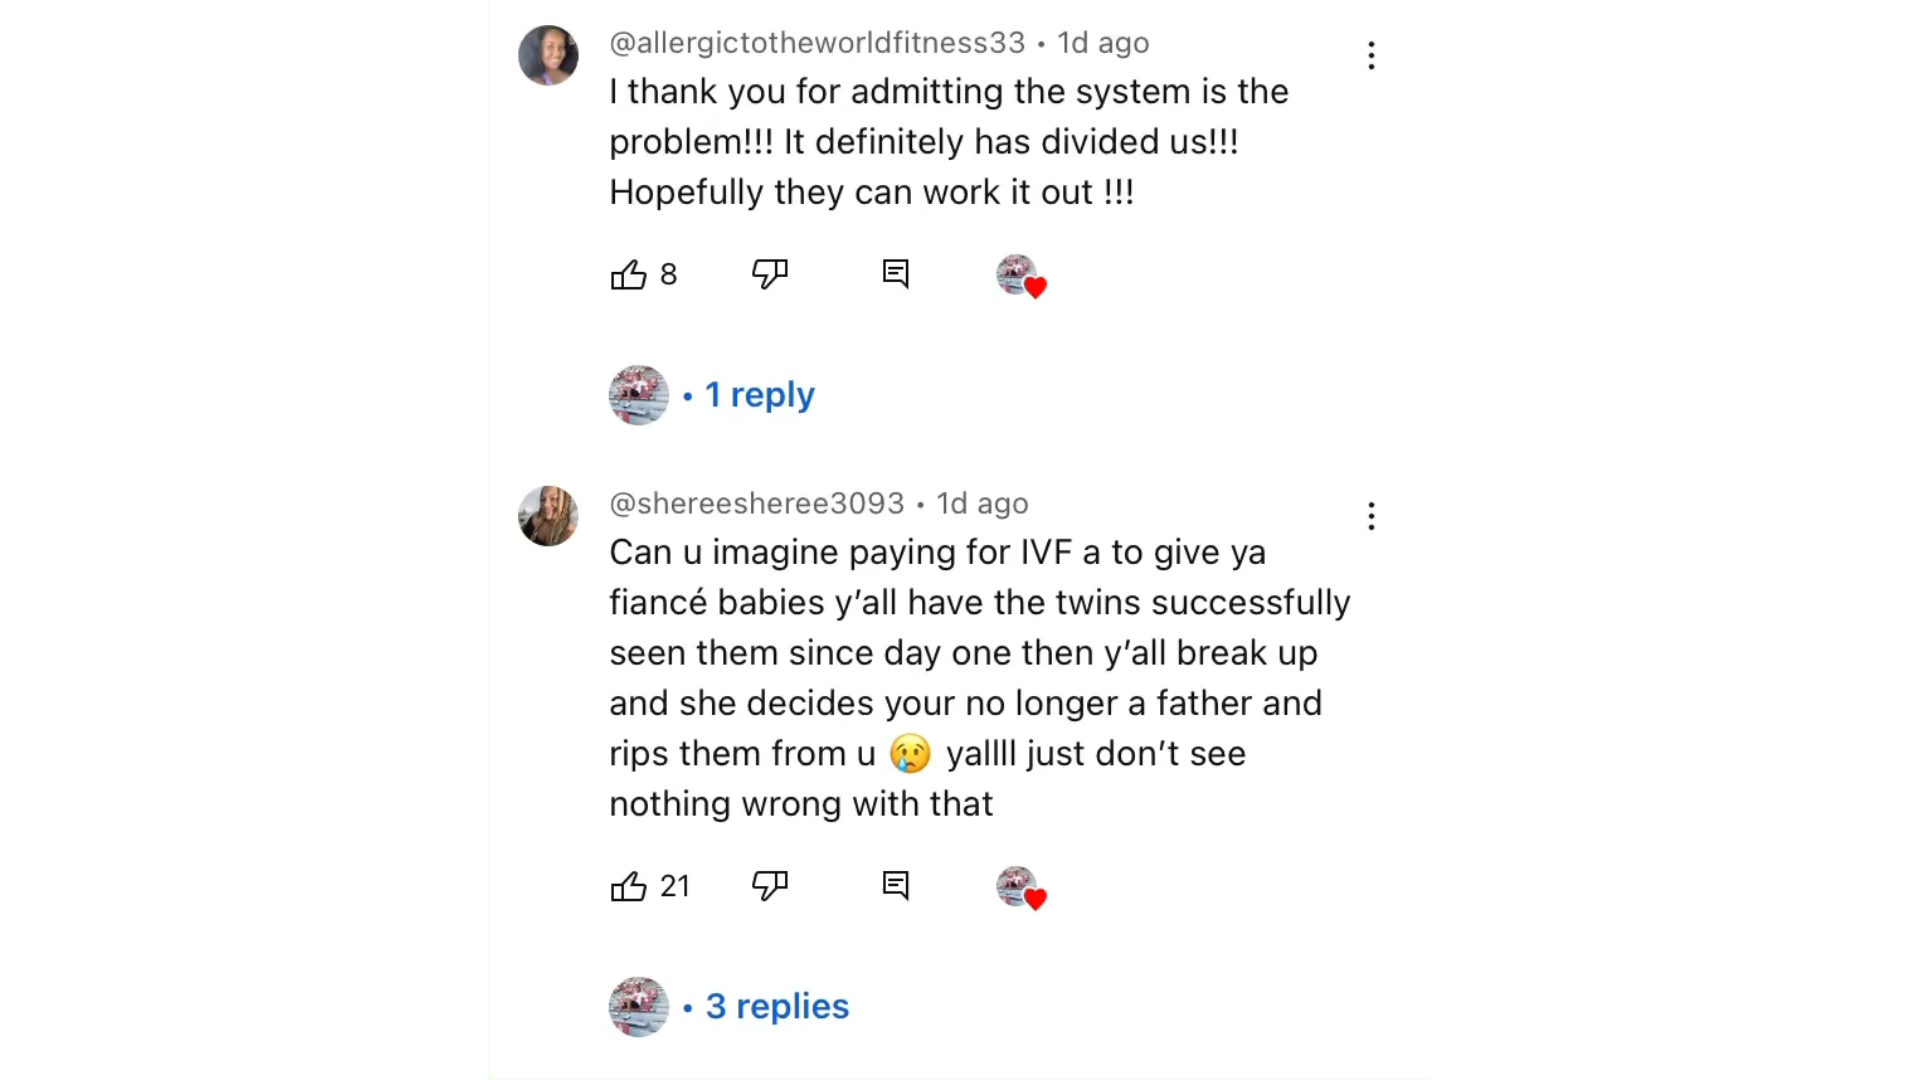 @allergictotheworldfitness33 • 1d ago
I thank you for admitting the system is the
problem!!! It definitely has divided us!!!
Hopefully they can work it out !!!
8
• 1 reply
@shereesheree3093 • 1d ago
Can u imagine paying for IVF a to give ya
fiancé babies y’all have the twins successfully
seen them since day one then y’all break up
and she decides your no longer a father and
rips them from u 😢 yallll just don’t see
nothing wrong with that
21
• 3 replies